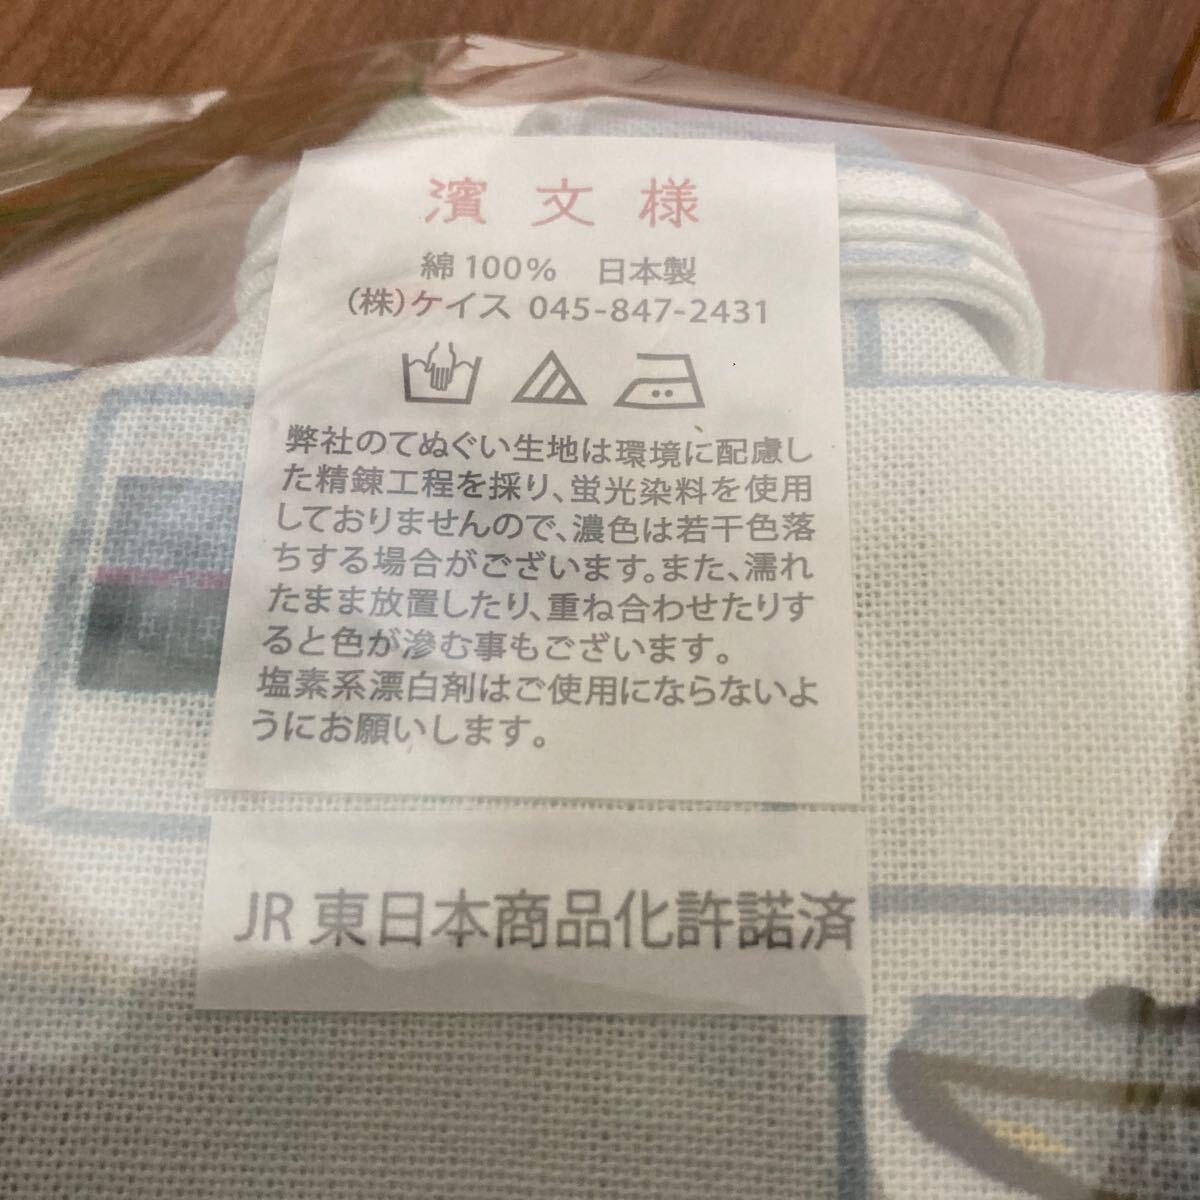 濱文様
綿100% 日本製
(株)ケイス 045-847-2431
弊社のてぬぐい生地は環境に配慮し
た精錬工程を採り、蛍光染料を使用
しておりませんので、濃色は若干色落
ちする場合がございます。また、濡れ
たまま放置したり、重ね合わせたりす
ると色が滲む事もございます。
塩素系漂白剤はご使用にならないよ
うにお願いします。
JR東日本商品化許諾済